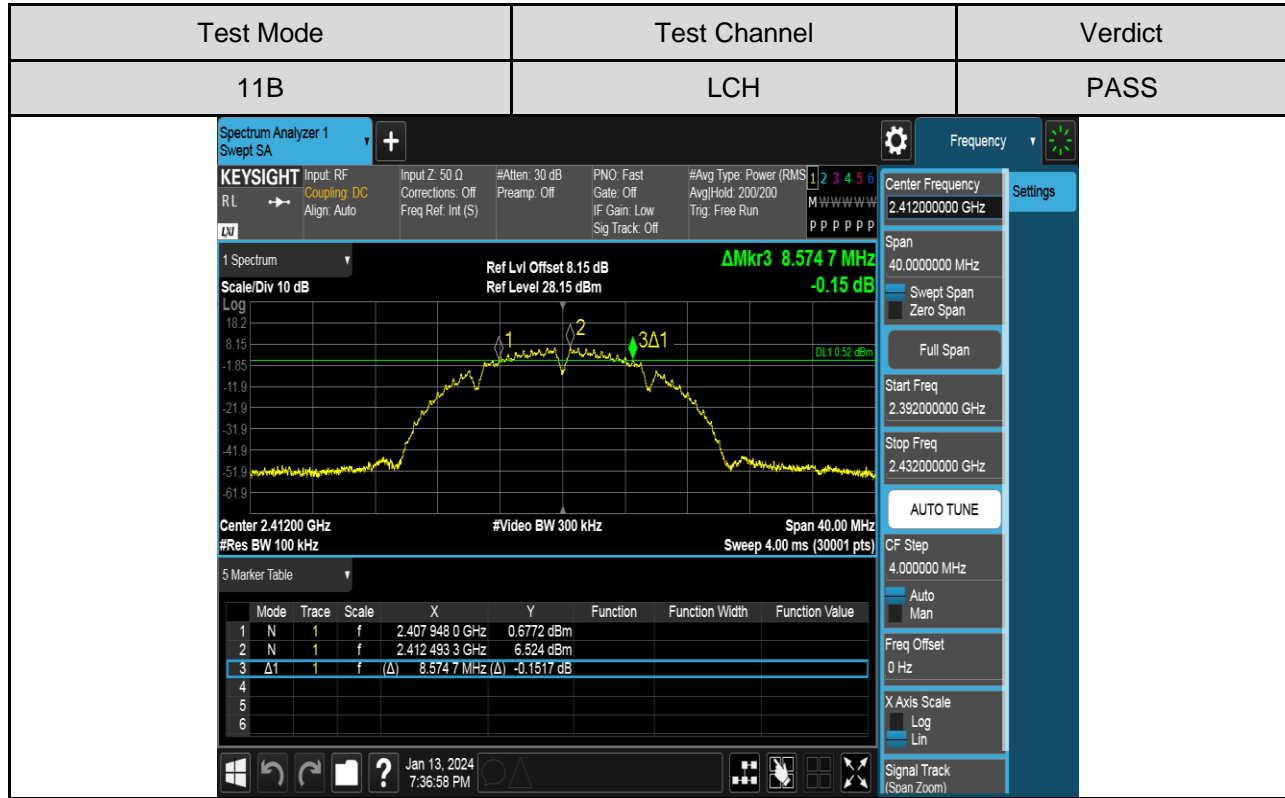 Test Mode Test Channel Verdict
11B LCH PASS
Spectrum Analyzer 1
Swept SA
+
Frequency
KEYSIGHT
RL
LXI
Input: RF
Coupling: DC
Align: Auto
Input Z: 50 Ω
Corrections: Off
Freq Ref: Int (S)
#Atten: 30 dB
Preamp: Off
PNO: Fast
Gate: Off
IF Gain: Low
Sig Track: Off
#Avg Type: Power (RMS
Avg|Hold: 200/200
Trig: Free Run
1 2 3 4 5 6
M W W W W W
P P P P P P
1 Spectrum
Scale/Div 10 dB
Ref Lvl Offset 8.15 dB
Ref Level 28.15 dBm
ΔMkr3 8.574 7 MHz
-0.15 dB
Log
18.2
8.15
-1.85
-11.9
-21.9
-31.9
-41.9
-51.9
-61.9
1
2
3Δ1
DL1 0.52 dBm
Center 2.41200 GHz #Video BW 300 kHz Span 40.00 MHz
#Res BW 100 kHz Sweep 4.00 ms (30001 pts)
5 Marker Table
Mode Trace Scale X Y Function Function Width Function Value
1 N 1 f 2.407 948 0 GHz 0.6772 dBm
2 N 1 f 2.412 493 3 GHz 6.524 dBm
3 Δ1 1 f (Δ) 8.574 7 MHz (Δ) -0.1517 dB
4
5
6
?
Jan 13, 2024
7:36:58 PM
Center Frequency
2.412000000 GHz
Settings
Span
40.0000000 MHz
Swept Span
Zero Span
Full Span
Start Freq
2.392000000 GHz
Stop Freq
2.432000000 GHz
AUTO TUNE
CF Step
4.000000 MHz
Auto
Man
Freq Offset
0 Hz
X Axis Scale
Log
Lin
Signal Track
(Span Zoom)